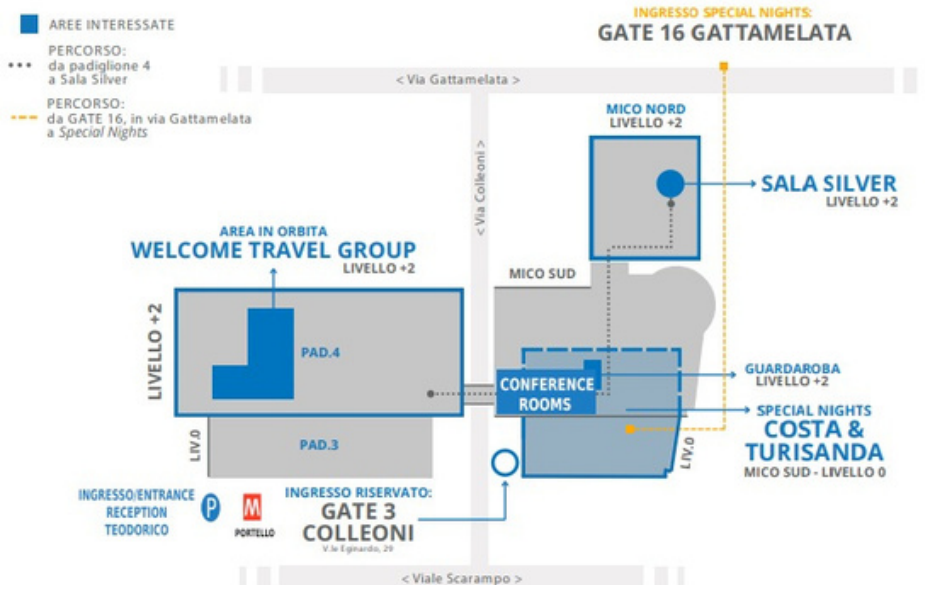 AREE INTERESSATE
PERCORSO:
da padiglione 4
a Sala Silver
PERCORSO:
da GATE 16, in via Gattamelata
a Special Nights
INGRESSO SPECIAL NIGHTS:
GATE 16 GATTAMELATA
< Via Gattamelata >
< Via Colleoni >
MICO NORD
LIVELLO +2
SALA SILVER
LIVELLO +2
AREA IN ORBITA
WELCOME TRAVEL GROUP
LIVELLO +2
MICO SUD
LIVELLO +2
PAD.4
CONFERENCE
ROOMS
GUARDAROBA
LIVELLO +2
SPECIAL NIGHTS
COSTA &
TURISANDA
MICO SUD - LIVELLO 0
LIV.0
PAD.3
LIV.0
INGRESSO/ENTRANCE
RECEPTION
TEODORICO
P
M
PORTELLO
INGRESSO RISERVATO:
GATE 3
COLLEONI
V.le Eginardo, 29
< Viale Scarampo >